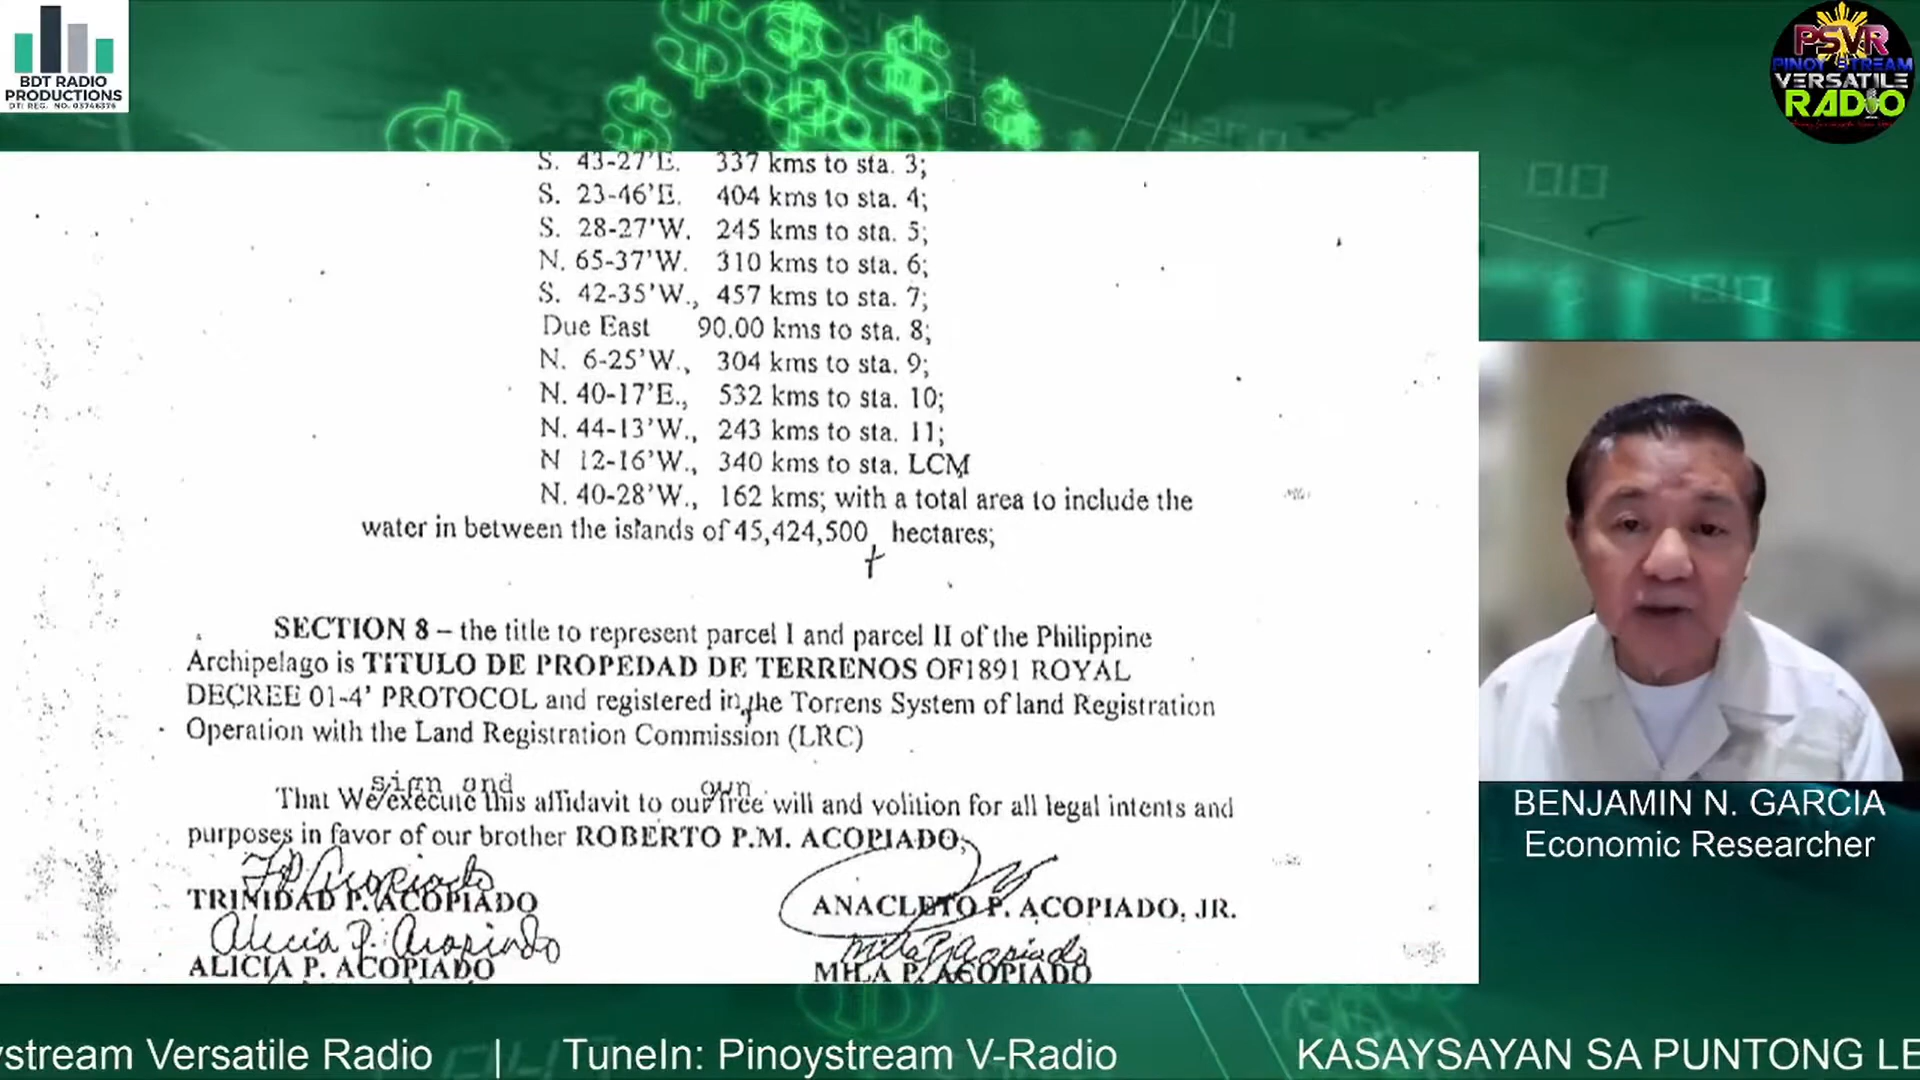 BDT RADIO
PRODUCTIONS
DTI REG. NO. 03746376
PSVR
PINOY STREAM
VERSATILE
RADIO
S. 43-27'E. 337 kms to sta. 3;
S. 23-46'E. 404 kms to sta. 4;
S. 28-27'W. 245 kms to sta. 5;
N. 65-37'W. 310 kms to sta. 6;
S. 42-35'W., 457 kms to sta. 7;
Due East 90.00 kms to sta. 8;
N. 6-25'W., 304 kms to sta. 9;
N. 40-17'E., 532 kms to sta. 10;
N. 44-13'W., 243 kms to sta. 11;
N 12-16'W., 340 kms to sta. LCM
N. 40-28'W., 162 kms; with a total area to include the
water in between the islands of 45,424,500 hectares;
SECTION 8 – the title to represent parcel I and parcel II of the Philippine
Archipelago is TITULO DE PROPEDAD DE TERRENOS OF1891 ROYAL
DECREE 01-4' PROTOCOL and registered in the Torrens System of land Registration
Operation with the Land Registration Commission (LRC)
sign and own
That We/execute this affidavit to our/free will and volition for all legal intents and
purposes in favor of our brother ROBERTO P.M. ACOPIADO;
TRINIDAD P. ACOPIADO ANACLETO P. ACOPIADO, JR.
Alicia P. Acopiado
ALICIA P. ACOPIADO MILA P. ACOPIADO
BENJAMIN N. GARCIA
Economic Researcher
ystream Versatile Radio | TuneIn: Pinoystream V-Radio KASAYSAYAN SA PUNTONG LE